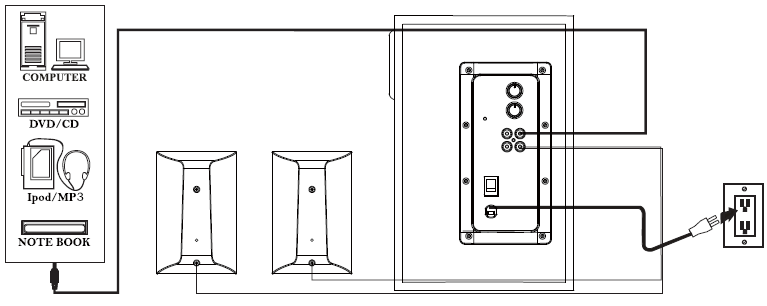 COMPUTER
DVD/CD
Ipod/MP3
NOTE BOOK